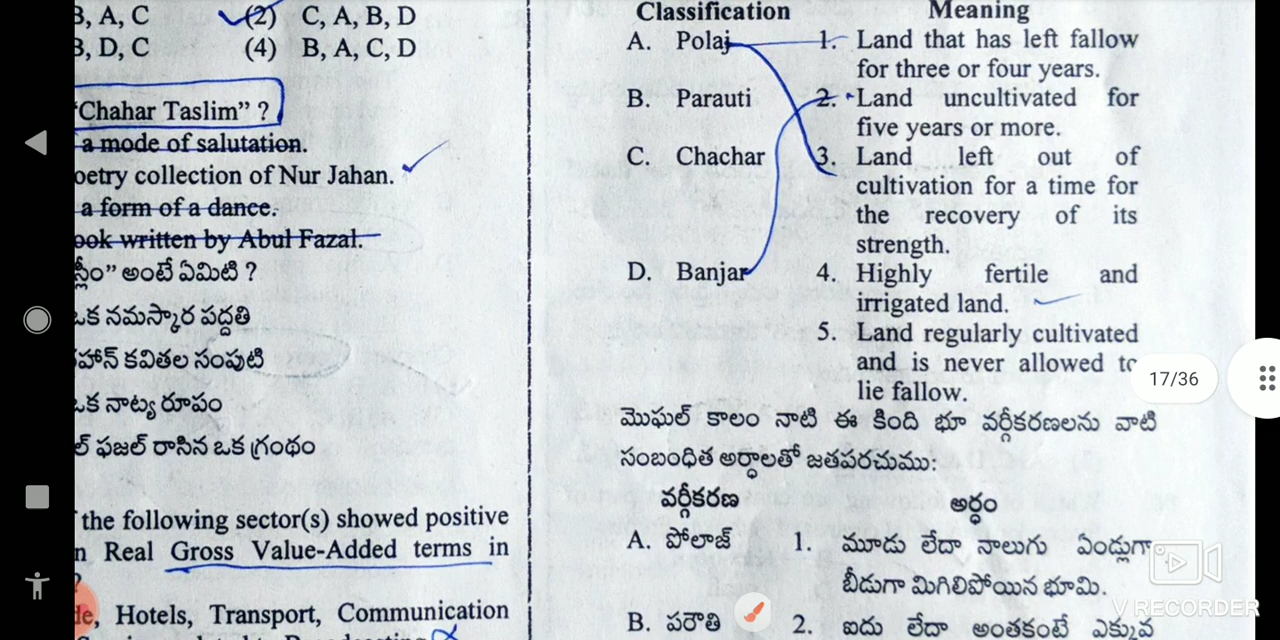 B, A, C (2) C, A, B, D
B, D, C (4) B, A, C, D
"Chahar Taslim" ?
a mode of salutation.
oetry collection of Nur Jahan.
a form of a dance.
ook written by Abul Fazal.
స్లీం" అంటే ఏమిటి ?
ఒక నమస్కార పద్ధతి
హాన్ కవితల సంపుటి
ఒక నాట్య రూపం
ల్ ఫజల్ రాసిన ఒక గ్రంథం
the following sector(s) showed positive
n Real Gross Value-Added terms in
?
de, Hotels, Transport, Communication
Classification Meaning
A. Polaj 1. Land that has left fallow
for three or four years.
B. Parauti 2. Land uncultivated for
five years or more.
C. Chachar 3. Land left out of
cultivation for a time for
the recovery of its
strength.
D. Banjar 4. Highly fertile and
irrigated land.
5. Land regularly cultivated
and is never allowed to
lie fallow.
మొఘల్ కాలం నాటి ఈ కింది భూ వర్గీకరణలను వాటి
సంబంధిత అర్థాలతో జతపరచుము:
వర్గీకరణ అర్థం
A. పోలాజ్ 1. మూడు లేదా నాలుగు ఏండ్లుగా
బీడుగా మిగిలిపోయిన భూమి.
B. పరౌతి 2. ఐదు లేదా అంతకంటే ఎక్కువ
17/36
V RECORDER